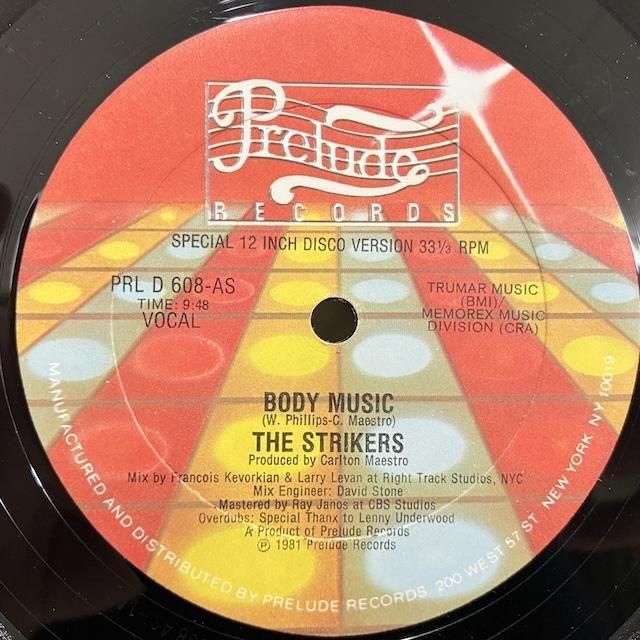 Prelude
RECORDS
SPECIAL 12 INCH DISCO VERSION 33⅓ RPM
PRL D 608-AS
TIME: 9:48
VOCAL
TRUMAR MUSIC
(BMI)/
MEMOREX MUSIC
DIVISION (CRA)
BODY MUSIC
(W. Phillips-C. Maestro)
THE STRIKERS
Produced by Carlton Maestro
Mix by Francois Kevorkian & Larry Levan at Right Track Studios, NYC
Mix Engineer: David Stone
Mastered by Ray Janos at CBS Studios
Overdubs: Special Thanx to Lenny Underwood
A Product of Prelude Records
℗ 1981 Prelude Records
MANUFACTURED AND DISTRIBUTED BY PRELUDE RECORDS, 200 WEST 57 ST. NEW YORK, NY 10019